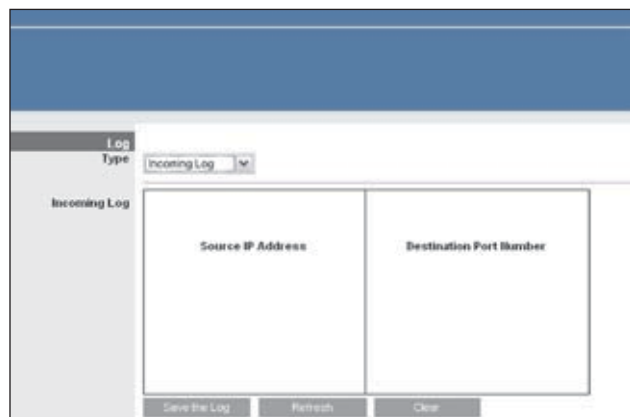 Log
Type
Incoming Log
Incoming Log
Source IP Address
Destination Port Number
Save the Log
Refresh
Clear